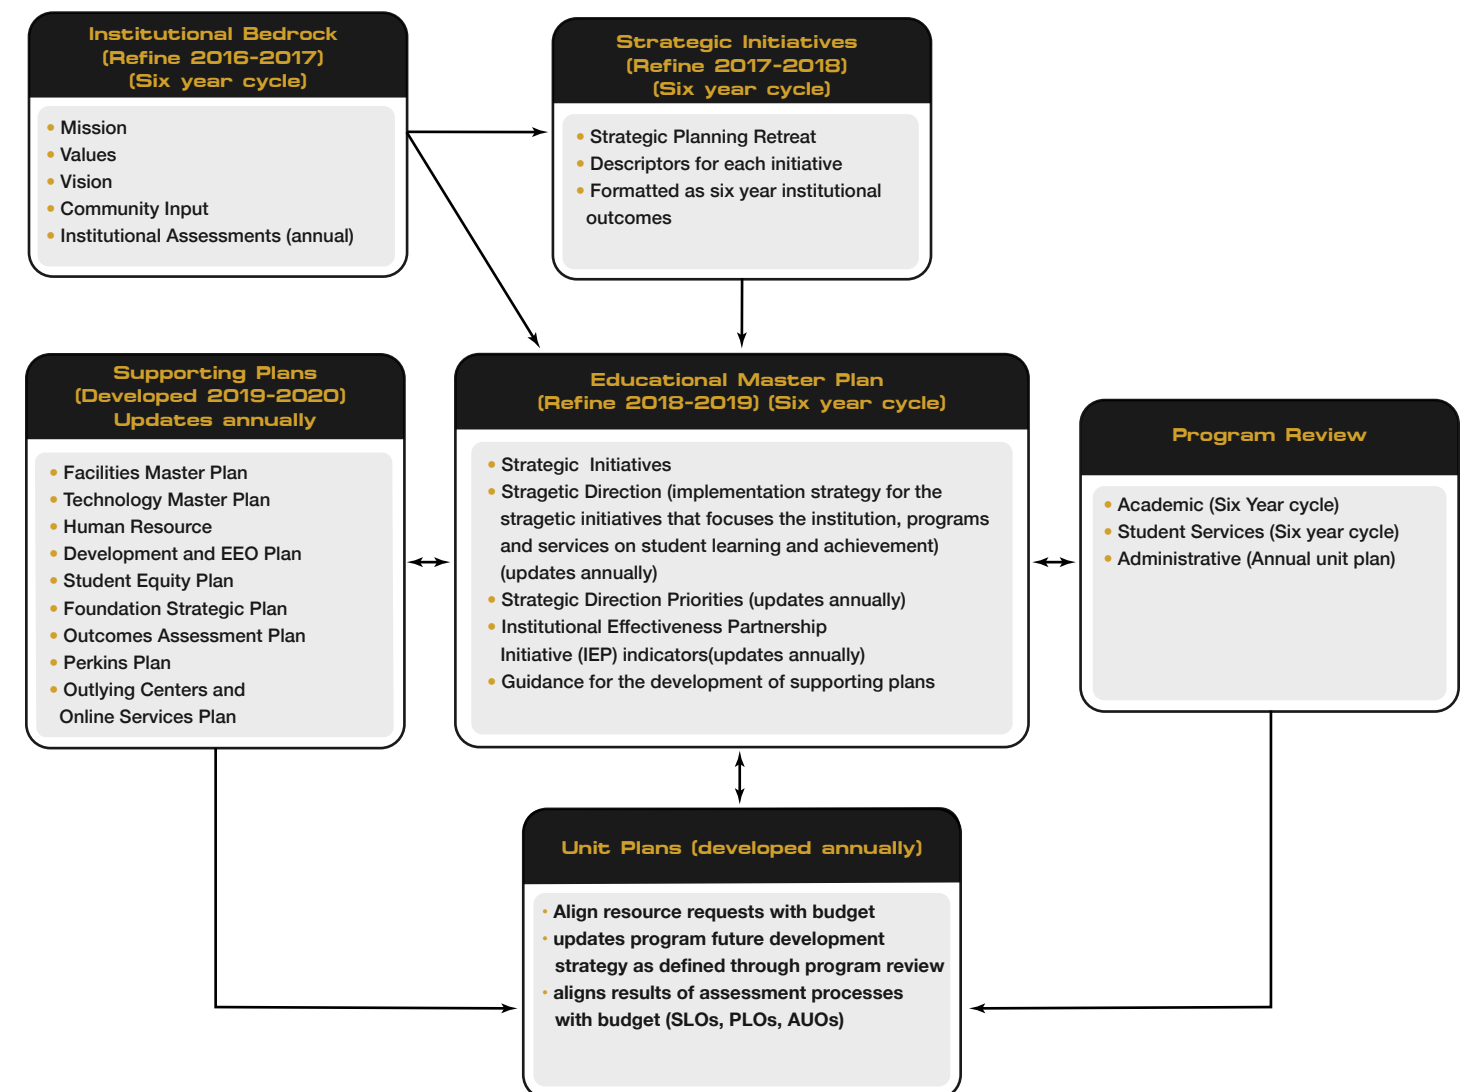 Institutional Bedrock
(Refine 2016-2017)
(Six year cycle)
• Mission
• Values
• Vision
• Community Input
• Institutional Assessments (annual)
Strategic Initiatives
(Refine 2017-2018)
(Six year cycle)
• Strategic Planning Retreat
• Descriptors for each initiative
• Formatted as six year institutional
outcomes
Supporting Plans
(Developed 2019-2020)
Updates annually
• Facilities Master Plan
• Technology Master Plan
• Human Resource
• Development and EEO Plan
• Student Equity Plan
• Foundation Strategic Plan
• Outcomes Assessment Plan
• Perkins Plan
• Outlying Centers and
Online Services Plan
Educational Master Plan
(Refine 2018-2019) (Six year cycle)
• Strategic Initiatives
• Stragetic Direction (implementation strategy for the
stragetic initiatives that focuses the institution, programs
and services on student learning and achievement)
(updates annually)
• Strategic Direction Priorities (updates annually)
• Institutional Effectiveness Partnership
Initiative (IEP) indicators(updates annually)
• Guidance for the development of supporting plans
Program Review
• Academic (Six Year cycle)
• Student Services (Six year cycle)
• Administrative (Annual unit plan)
Unit Plans (developed annually)
• Align resource requests with budget
• updates program future development
strategy as defined through program review
• aligns results of assessment processes
with budget (SLOs, PLOs, AUOs)